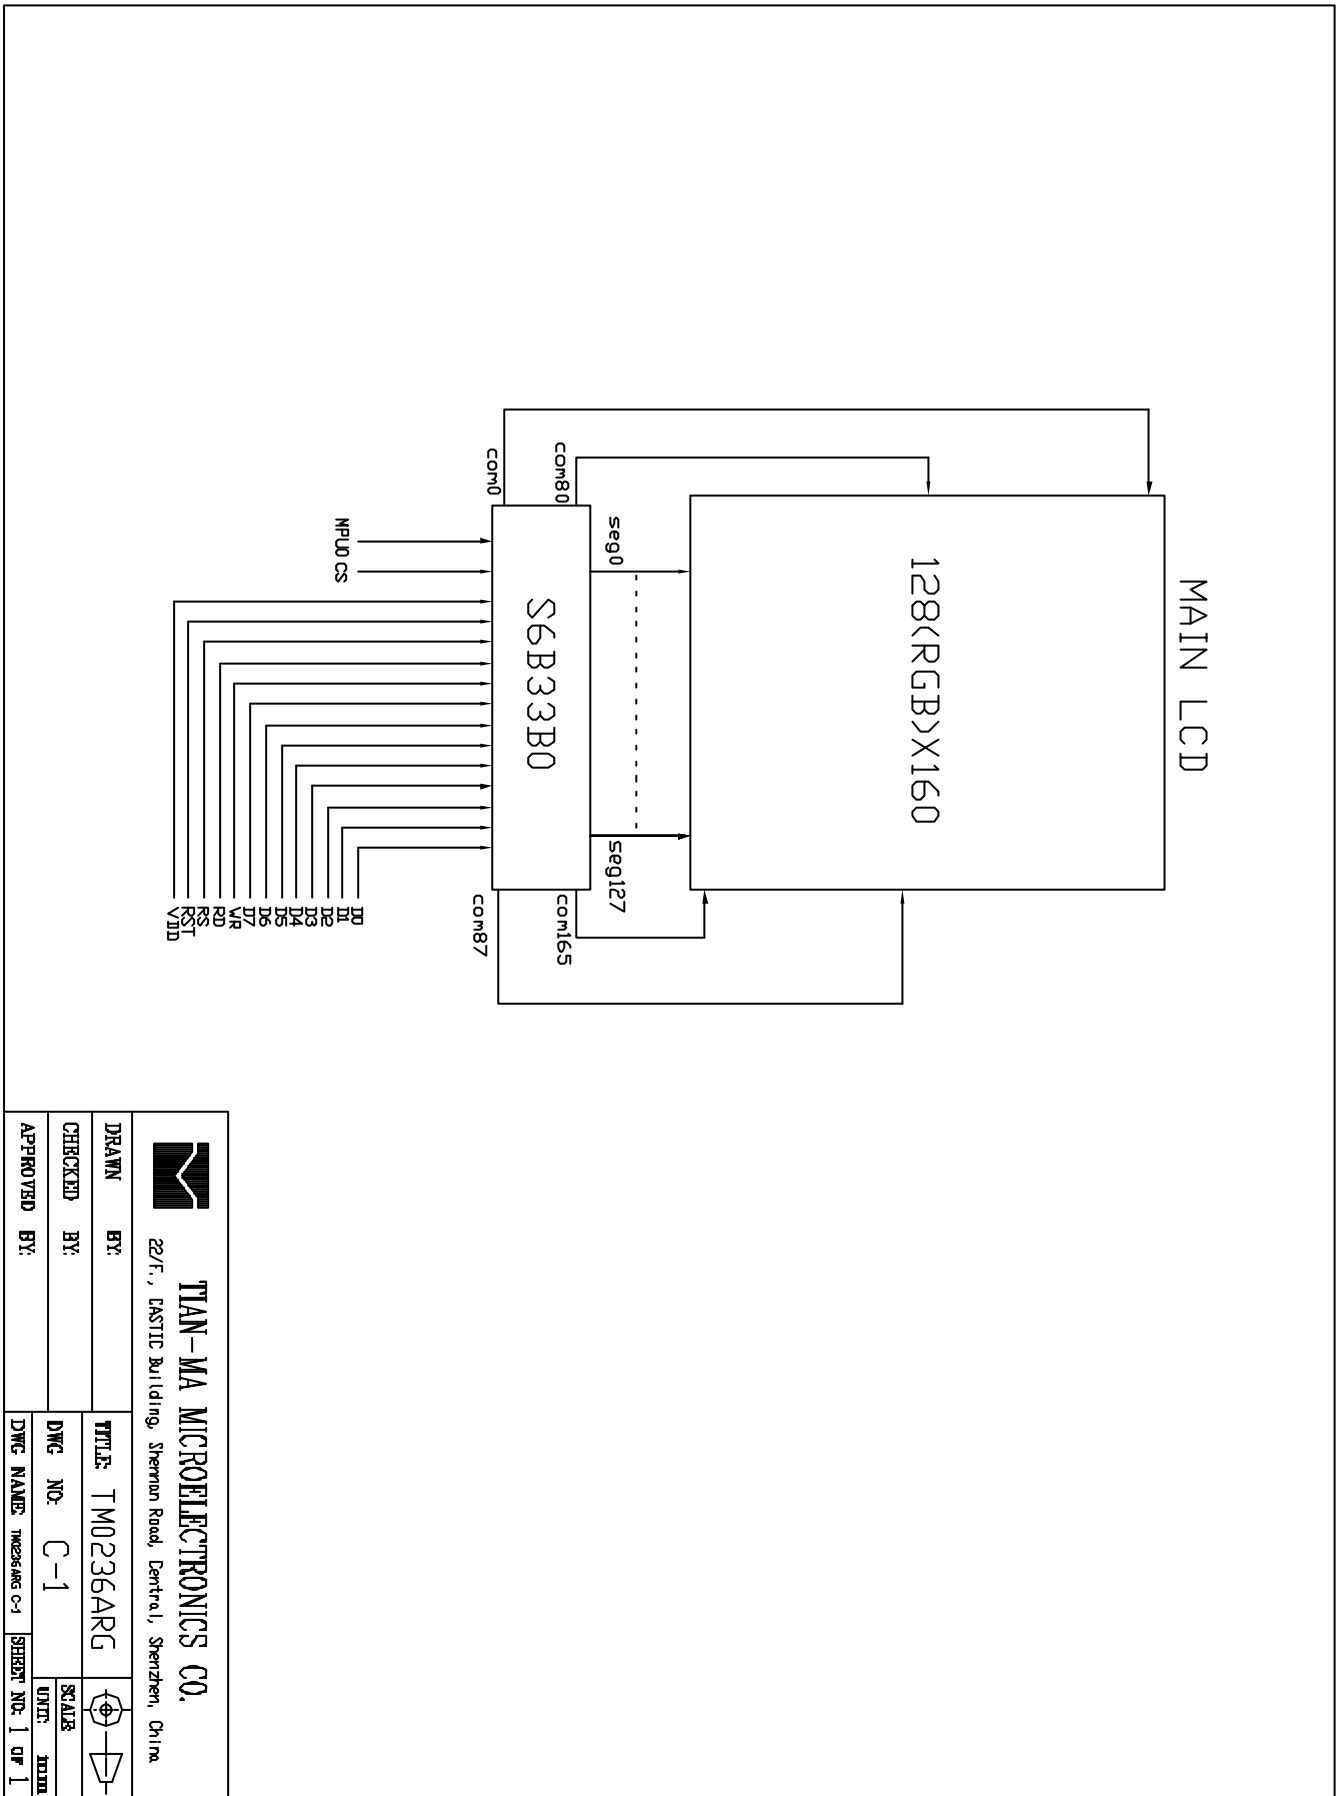 MAIN LCD
128(RGB)X160
com0
com80
seg0
seg127
com165
com87
S6B33B0
MPU0 CS
D0
D1
D2
D3
D4
D5
D6
D7
WR
RD
RS
RST
VDD
TIAN-MA MICROELECTRONICS CO.
22/F., CASTIC Building, Shennan Road, Central, Shenzhen, China
DRAWN BY:
CHECKED BY:
APPROVED BY:
TITLE: TM0236ARG
DWG NO: C-1
DWG NAME: TM0236ARG C-1
SCALE
UNIT:
SHEET NO: 1 OF 1